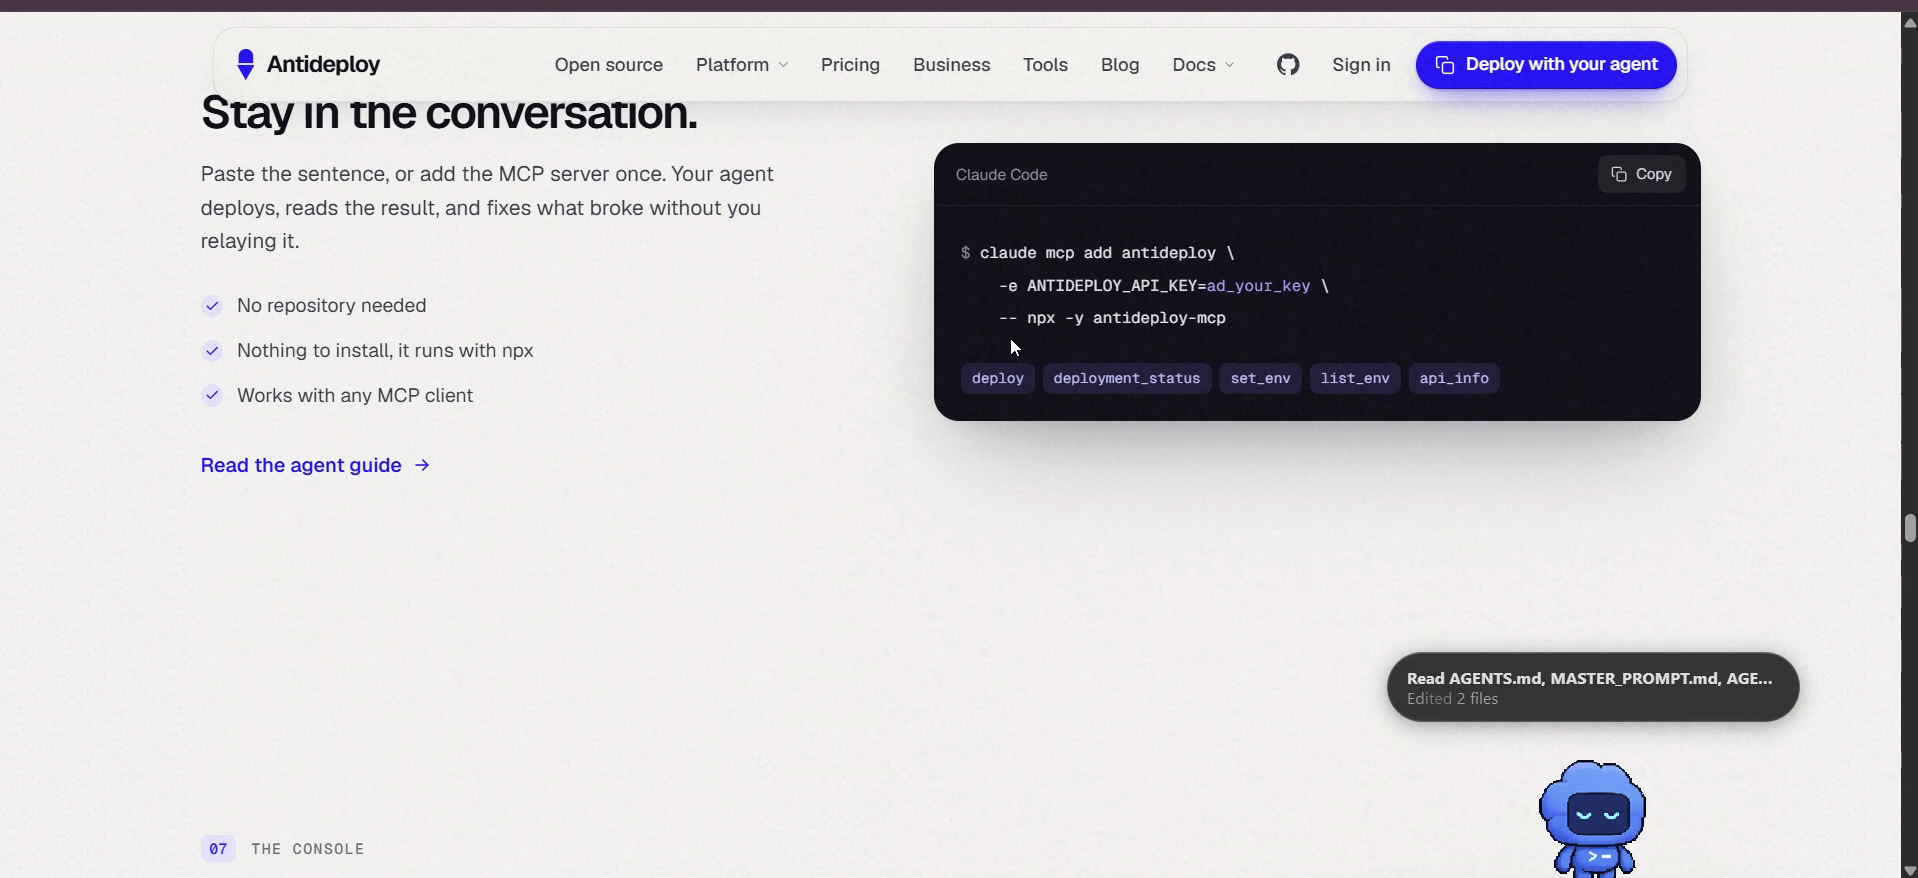 Antideploy
Open source
Platform
Pricing
Business
Tools
Blog
Docs
Sign in
Deploy with your agent
Stay in the conversation.
Paste the sentence, or add the MCP server once. Your agent
deploys, reads the result, and fixes what broke without you
relaying it.
No repository needed
Nothing to install, it runs with npx
Works with any MCP client
Read the agent guide →
Claude Code
Copy
$ claude mcp add antideploy \
-e ANTIDEPLOY_API_KEY=ad_your_key \
-- npx -y antideploy-mcp
deploy
deployment_status
set_env
list_env
api_info
Read AGENTS.md, MASTER_PROMPT.md, AGE...
Edited 2 files
>-
07 THE CONSOLE